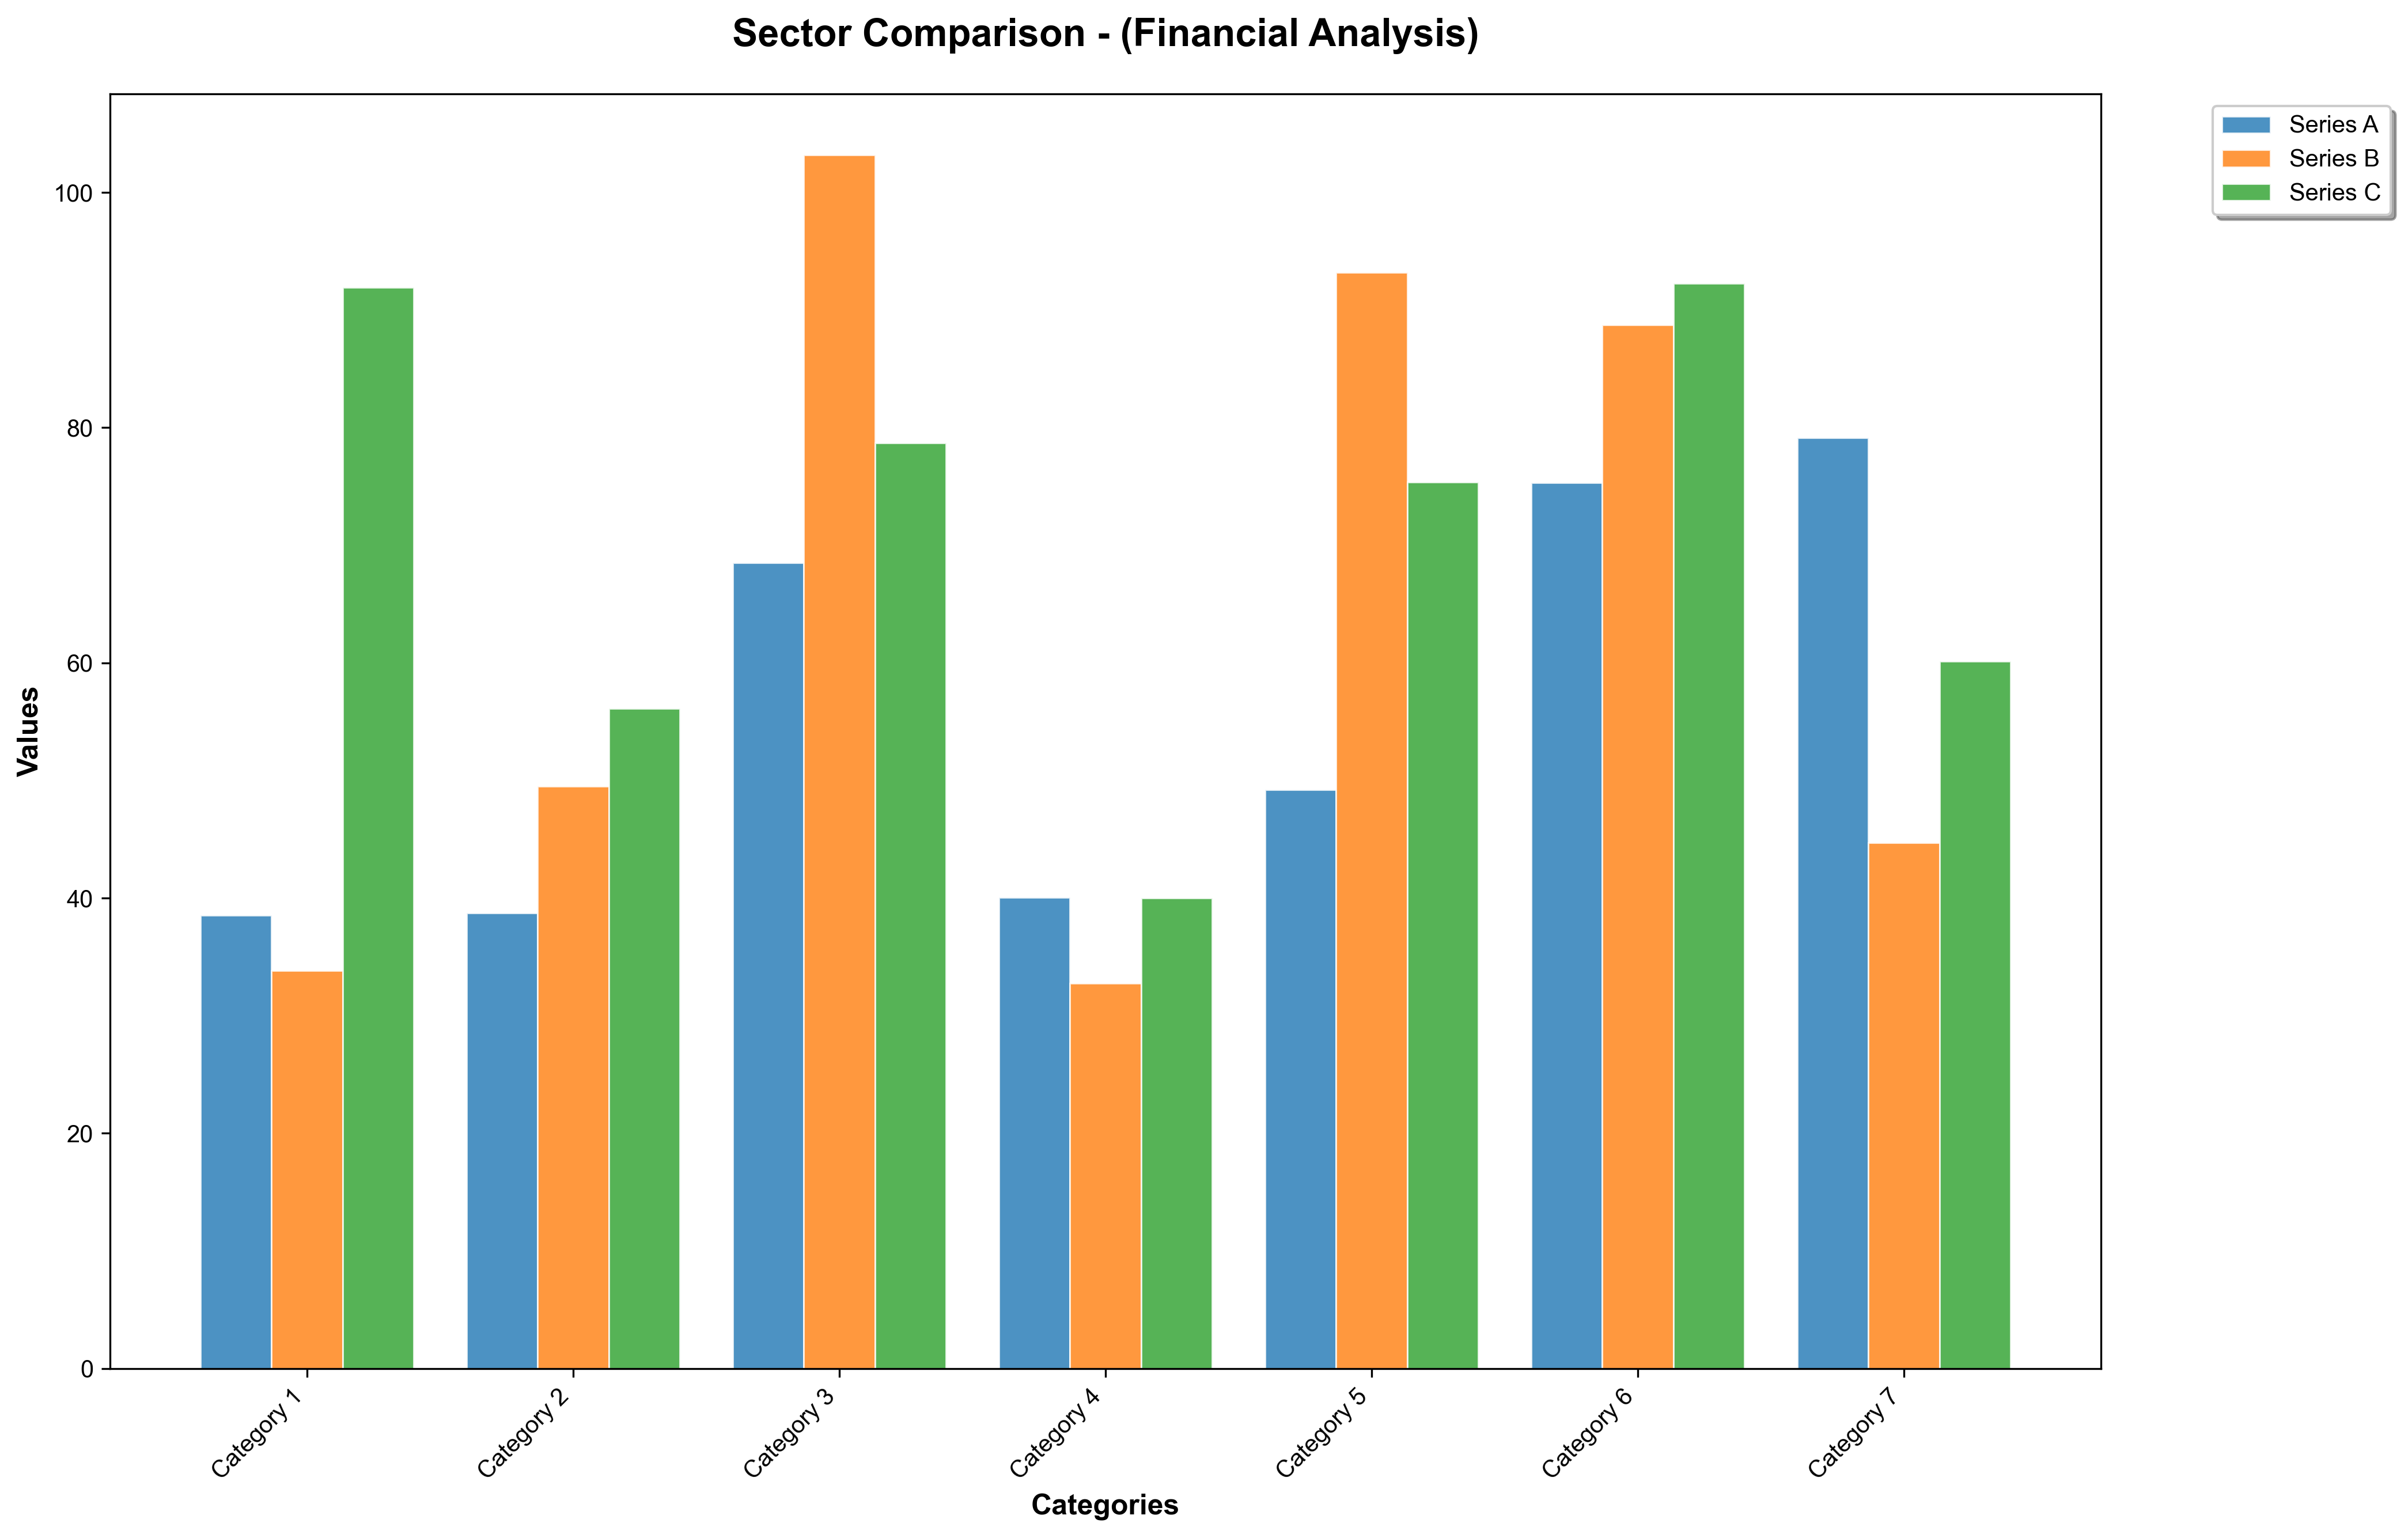 Sector Comparison - (Financial Analysis)
Series A
Series B
Series C
Values
100
80
60
40
20
0
Category 1
Category 2
Category 3
Category 4
Category 5
Category 6
Category 7
Categories